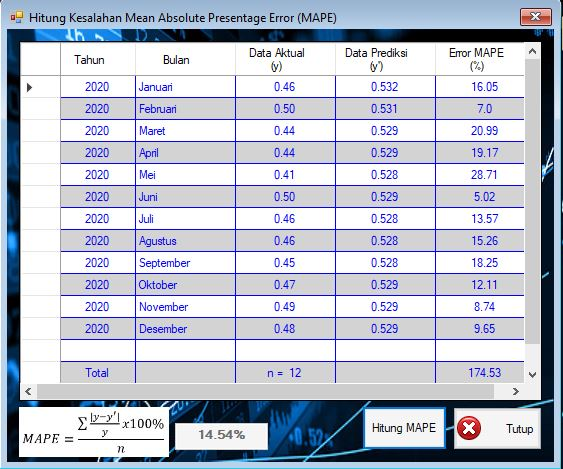 Hitung Kesalahan Mean Absolute Presentage Error (MAPE)
Tahun Bulan Data Aktual (y) Data Prediksi (y') Error MAPE (%)
2020 Januari 0.46 0.532 16.05
2020 Februari 0.50 0.531 7.0
2020 Maret 0.44 0.529 20.99
2020 April 0.44 0.529 19.17
2020 Mei 0.41 0.528 28.71
2020 Juni 0.50 0.529 5.02
2020 Juli 0.46 0.528 13.57
2020 Agustus 0.46 0.528 15.26
2020 September 0.45 0.528 18.25
2020 Oktober 0.47 0.529 12.11
2020 November 0.49 0.529 8.74
2020 Desember 0.48 0.529 9.65
Total n = 12 174.53
MAPE = ∑ |y−y'| / y x100% / n
14.54%
Hitung MAPE
Tutup